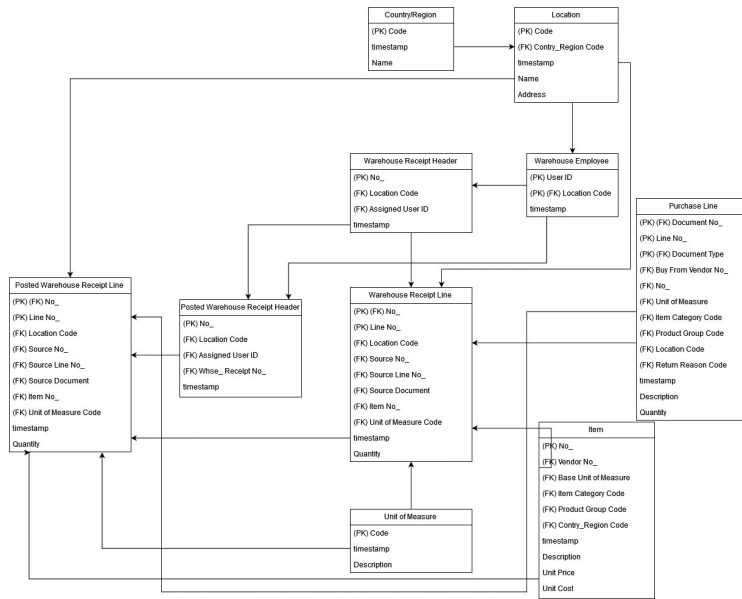 Country/Region
(PK) Code
timestamp
Name
Location
(PK) Code
(FK) Contry_Region Code
timestamp
Name
Address
Warehouse Receipt Header
(PK) No_
(FK) Location Code
(FK) Assigned User ID
timestamp
Warehouse Employee
(PK) User ID
(PK) (FK) Location Code
timestamp
Purchase Line
(PK) (FK) Document No_
(PK) Line No_
(PK) (FK) Document Type
(FK) Buy From Vendor No_
(FK) No_
(FK) Unit of Measure
(FK) Item Category Code
(FK) Product Group Code
(FK) Location Code
(FK) Return Reason Code
timestamp
Description
Quantity
Posted Warehouse Receipt Line
(PK) (FK) No_
(PK) Line No_
(FK) Location Code
(FK) Source No_
(FK) Source Line No_
(FK) Source Document
(FK) Item No_
(FK) Unit of Measure Code
timestamp
Quantity
Posted Warehouse Receipt Header
(PK) No_
(FK) Location Code
(FK) Assigned User ID
(FK) Whse_ Receipt No_
timestamp
Warehouse Receipt Line
(PK) (FK) No_
(PK) Line No_
(FK) Location Code
(FK) Source No_
(FK) Source Line No_
(FK) Source Document
(FK) Item No_
(FK) Unit of Measure Code
timestamp
Quantity
Item
(PK) No_
(FK) Vendor No_
(FK) Base Unit of Measure
(FK) Item Category Code
(FK) Product Group Code
(FK) Contry_Region Code
timestamp
Description
Unit Price
Unit Cost
Unit of Measure
(PK) Code
timestamp
Description